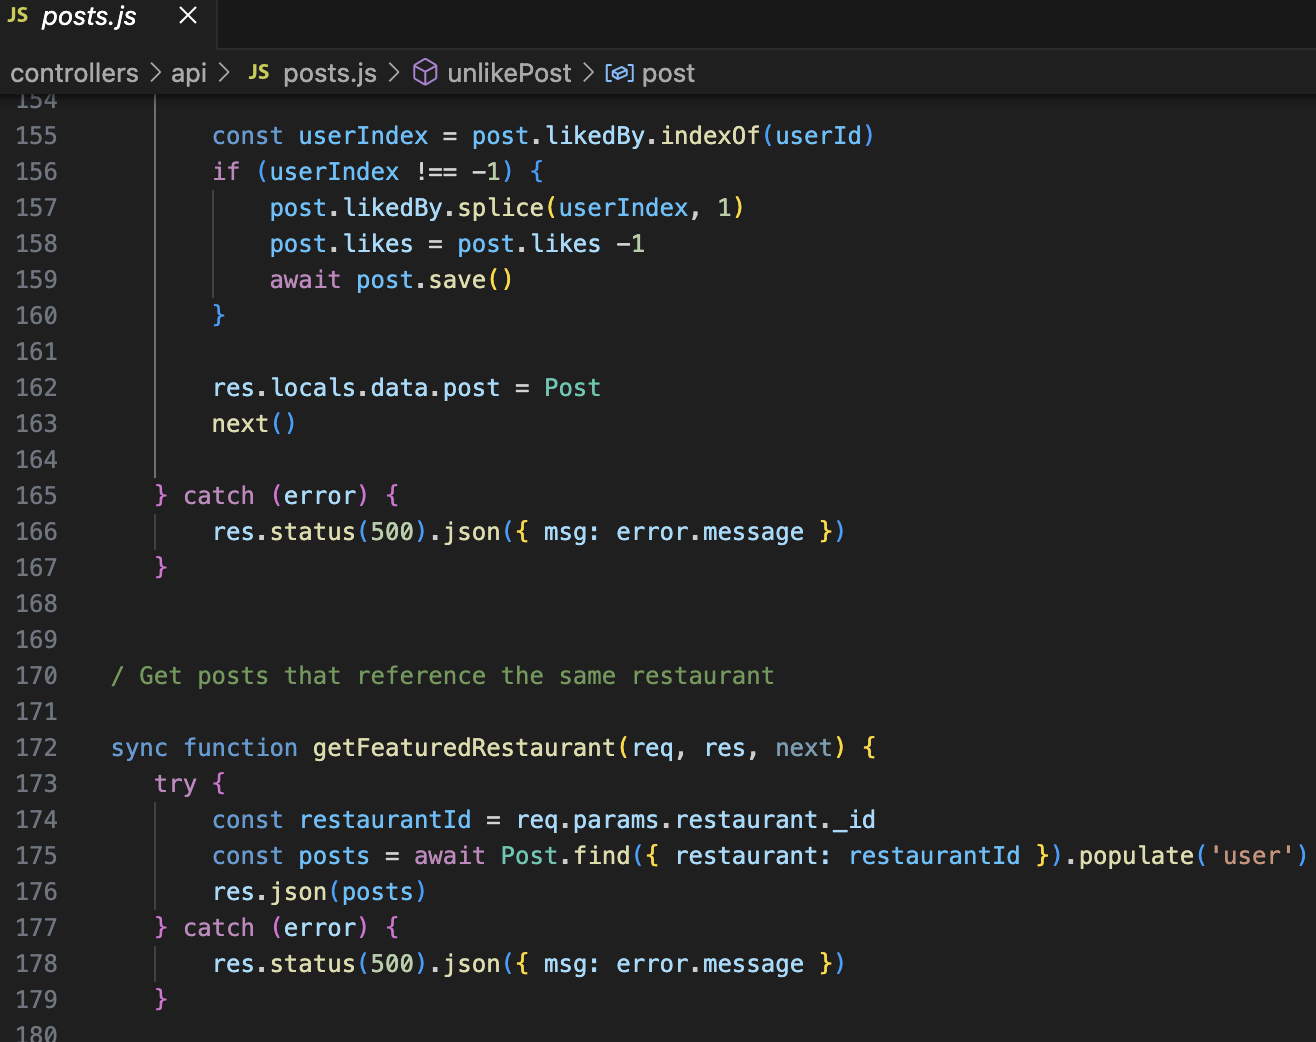 JS posts.js ×
controllers > api > JS posts.js > unlikePost > post
154
155 const userIndex = post.likedBy.indexOf(userId)
156 if (userIndex !== -1) {
157 post.likedBy.splice(userIndex, 1)
158 post.likes = post.likes -1
159 await post.save()
160 }
161
162 res.locals.data.post = Post
163 next()
164
165 } catch (error) {
166 res.status(500).json({ msg: error.message })
167 }
168
169
170 / Get posts that reference the same restaurant
171
172 sync function getFeaturedRestaurant(req, res, next) {
173 try {
174 const restaurantId = req.params.restaurant._id
175 const posts = await Post.find({ restaurant: restaurantId }).populate('user')
176 res.json(posts)
177 } catch (error) {
178 res.status(500).json({ msg: error.message })
179 }
180